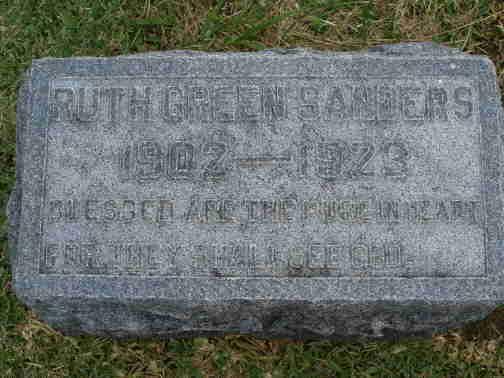 RUTH GREEN SANDERS
1902—1923
BLESSED ARE THE PURE IN HEART
FOR THEY SHALL SEE GOD.